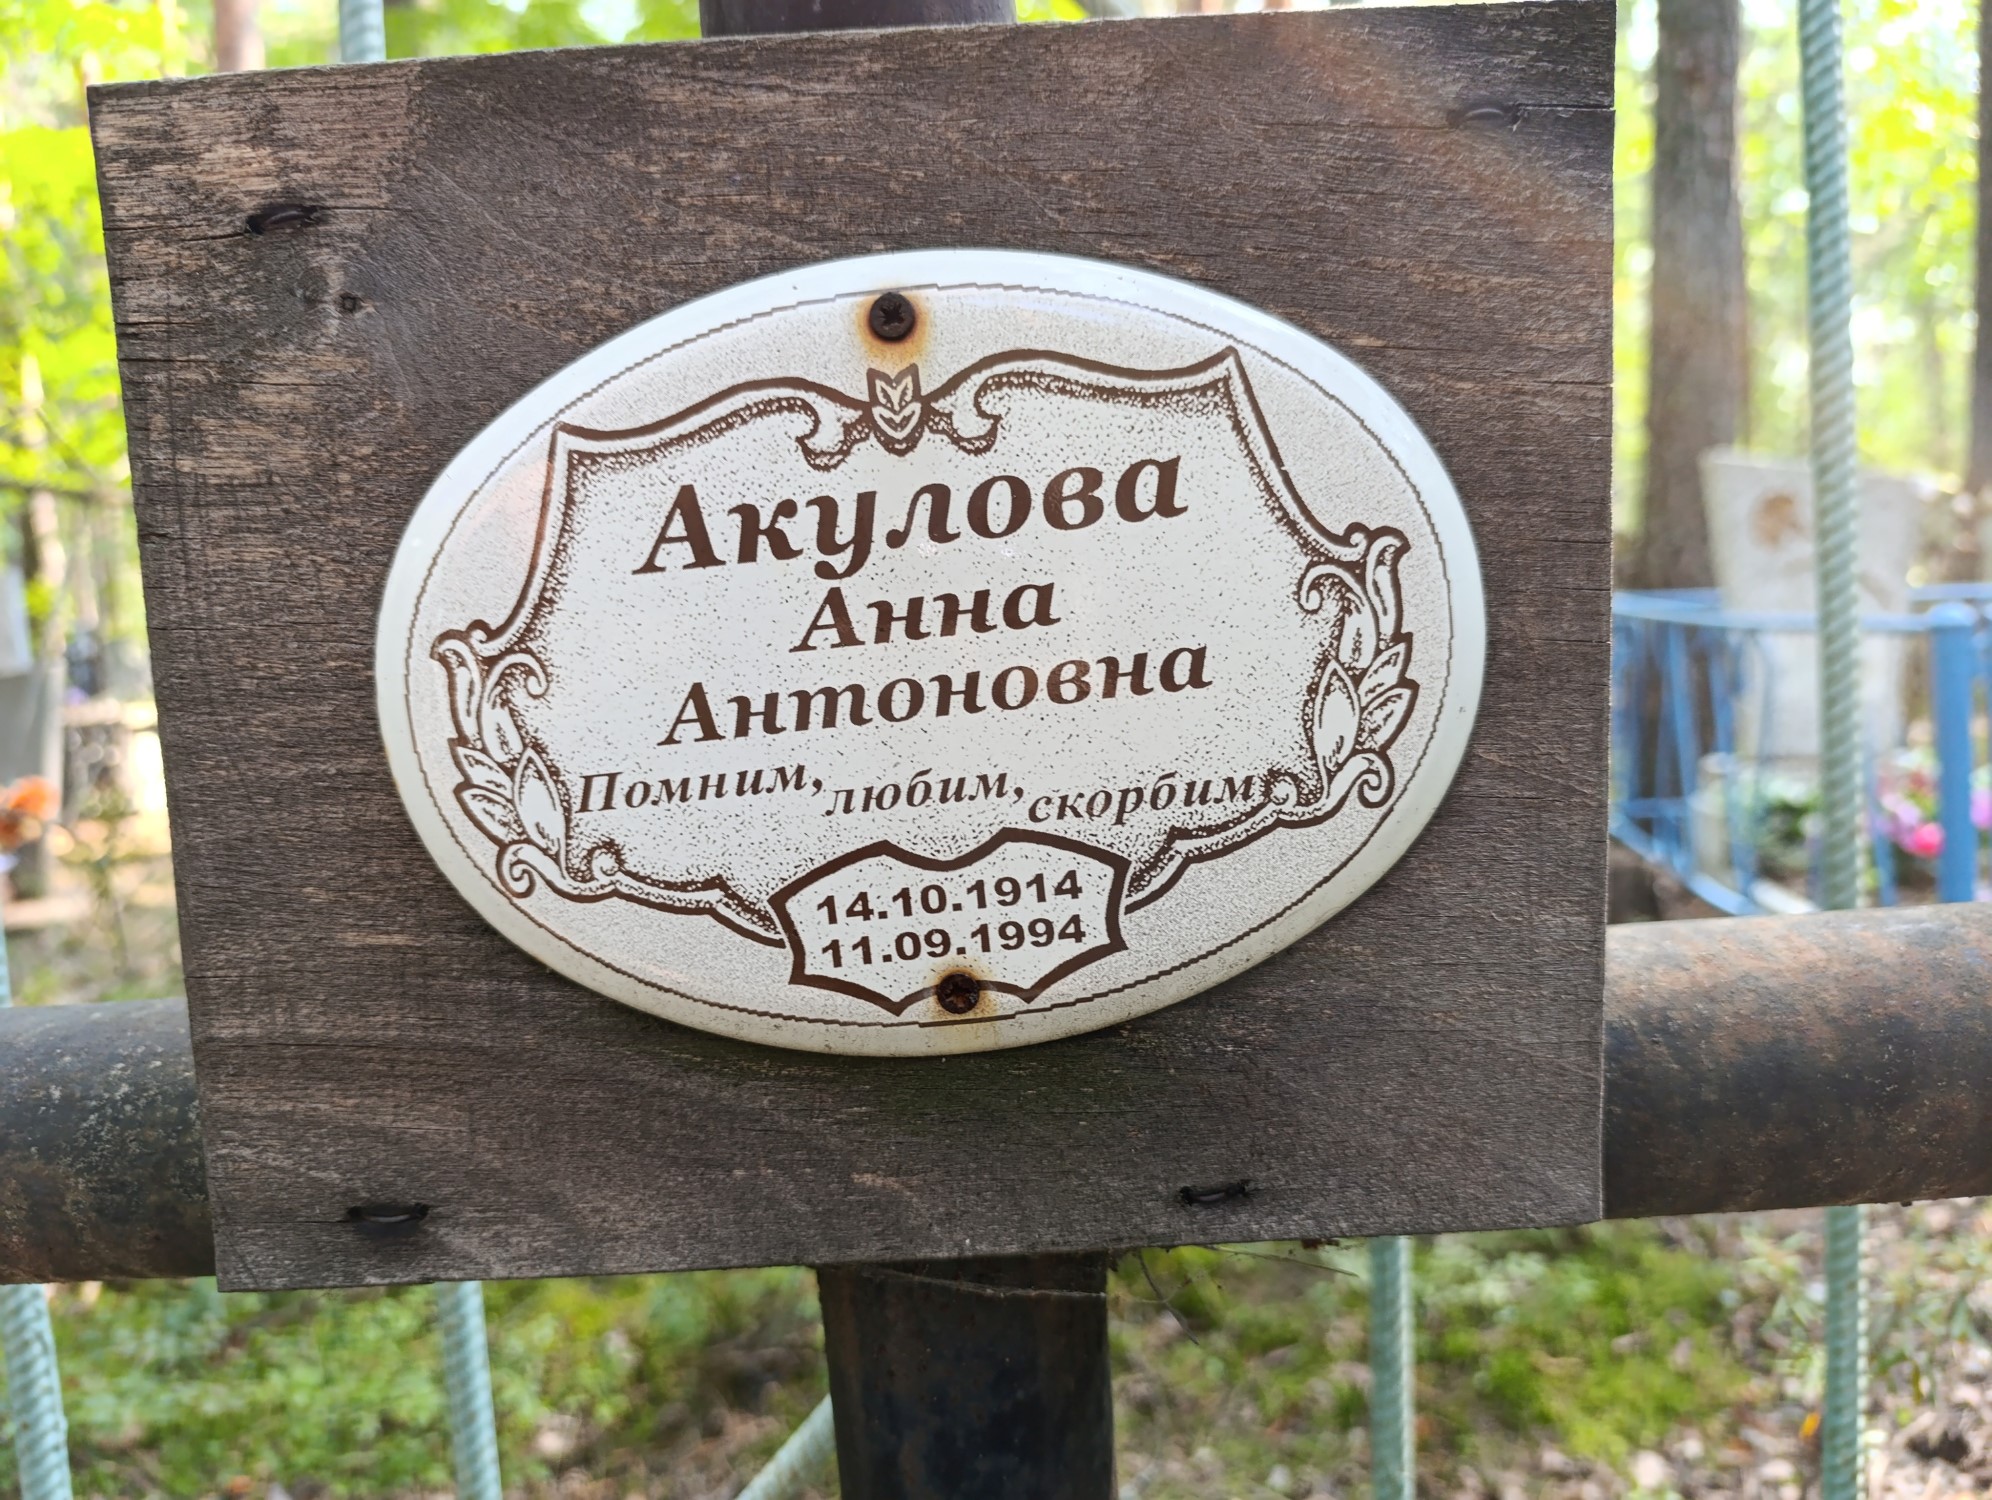 Акулова
Анна
Антоновна
Помним, любим, скорбим
14.10.1914
11.09.1994